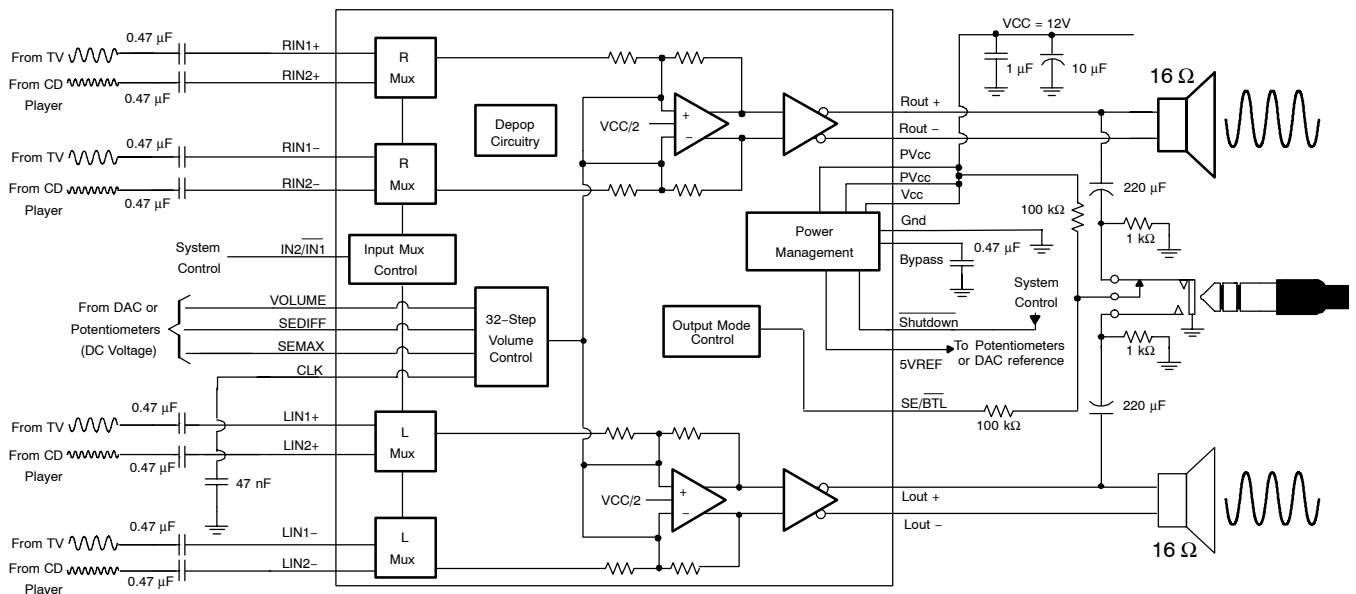 VCC = 12V
1 μF
10 μF
From TV
0.47 μF
RIN1+
R
Mux
From CD
Player
0.47 μF
RIN2+
Depop
Circuitry
VCC/2
+
−
Rout +
Rout −
16 Ω
From TV
0.47 μF
RIN1−
R
Mux
From CD
Player
0.47 μF
RIN2−
PVcc
PVcc
Vcc
Gnd
Bypass
0.47 μF
Power
Management
100 kΩ
220 μF
1 kΩ
System
Control
IN2/IN1
Input Mux
Control
From DAC or
Potentiometers
(DC Voltage)
VOLUME
SEDIFF
SEMAX
CLK
32−Step
Volume
Control
Output Mode
Control
System
Control
Shutdown
To Potentiometers
or DAC reference
5VREF
SE/BTL
100 kΩ
1 kΩ
220 μF
From TV
0.47 μF
LIN1+
L
Mux
From CD
Player
0.47 μF
LIN2+
47 nF
VCC/2
+
−
Lout +
Lout −
16 Ω
From TV
0.47 μF
LIN1−
L
Mux
From CD
Player
0.47 μF
LIN2−